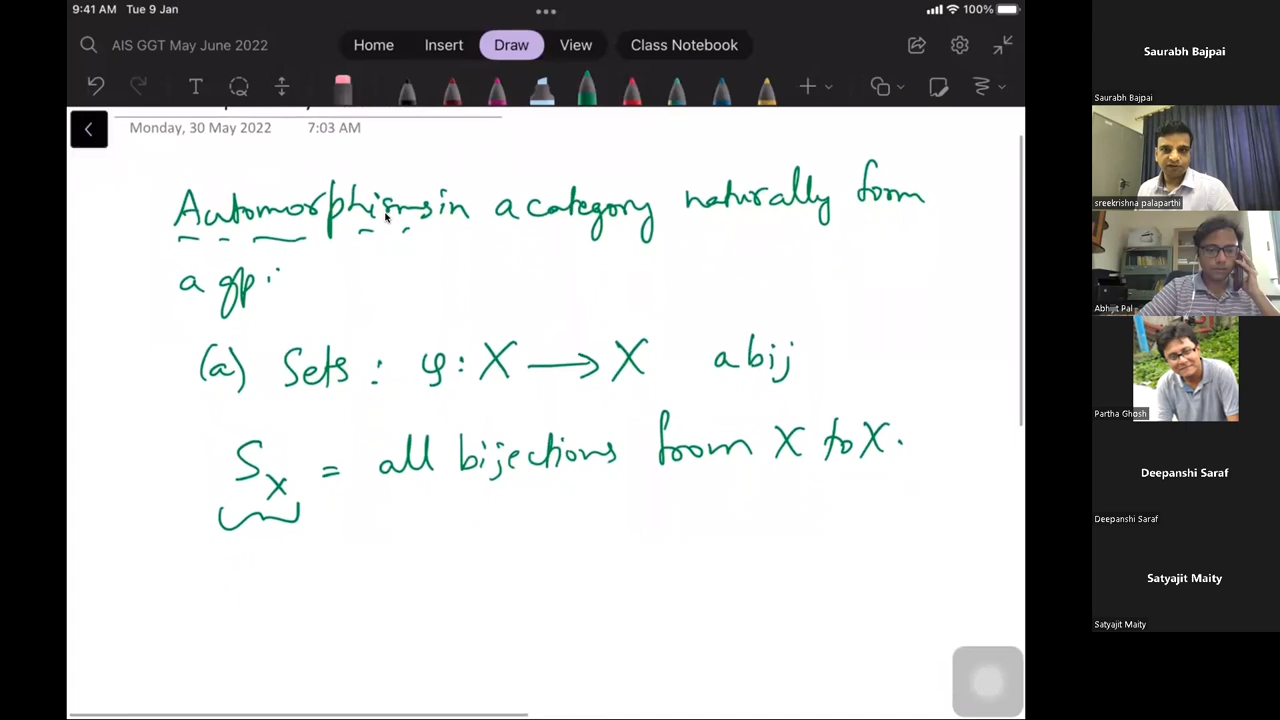 9:41 AM Tue 9 Jan
100%
AIS GGT May June 2022
Home Insert Draw View Class Notebook
Monday, 30 May 2022 7:03 AM
Automorphisms in a category naturally form
a gp:
(a) Sets : φ : X → X a bij
S_X = all bijections from X to X.
Saurabh Bajpai
Saurabh Bajpai
sreekrishna palaparthi
Abhijit Pal
Partha Ghosh
Deepanshi Saraf
Deepanshi Saraf
Satyajit Maity
Satyajit Maity